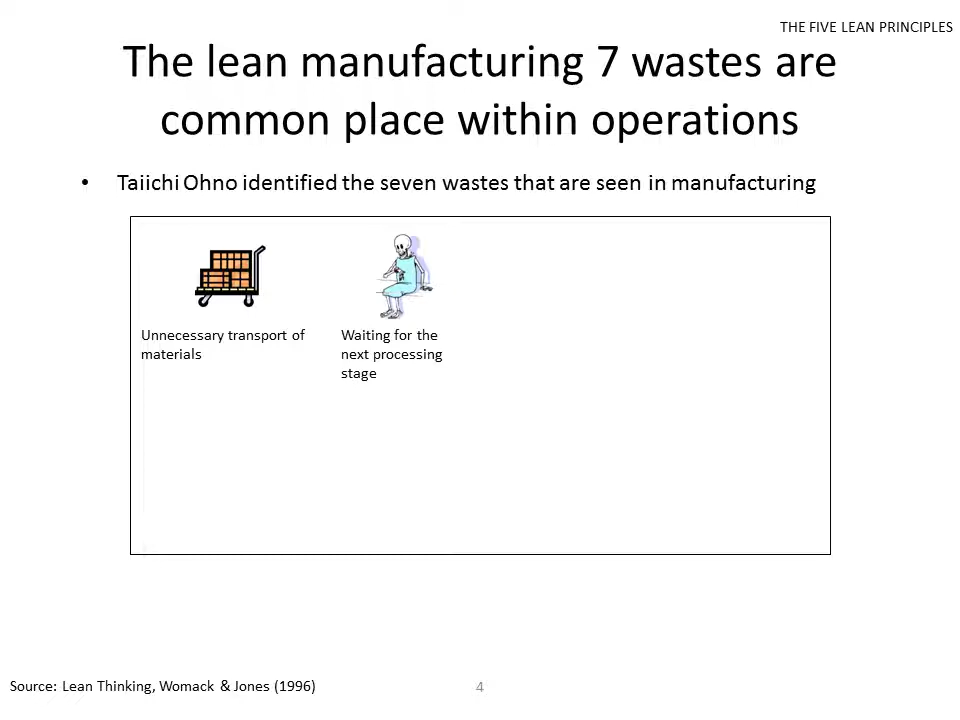 THE FIVE LEAN PRINCIPLES
The lean manufacturing 7 wastes are
common place within operations
• Taiichi Ohno identified the seven wastes that are seen in manufacturing
Unnecessary transport of
materials
Waiting for the
next processing
stage
Source: Lean Thinking, Womack & Jones (1996)
4